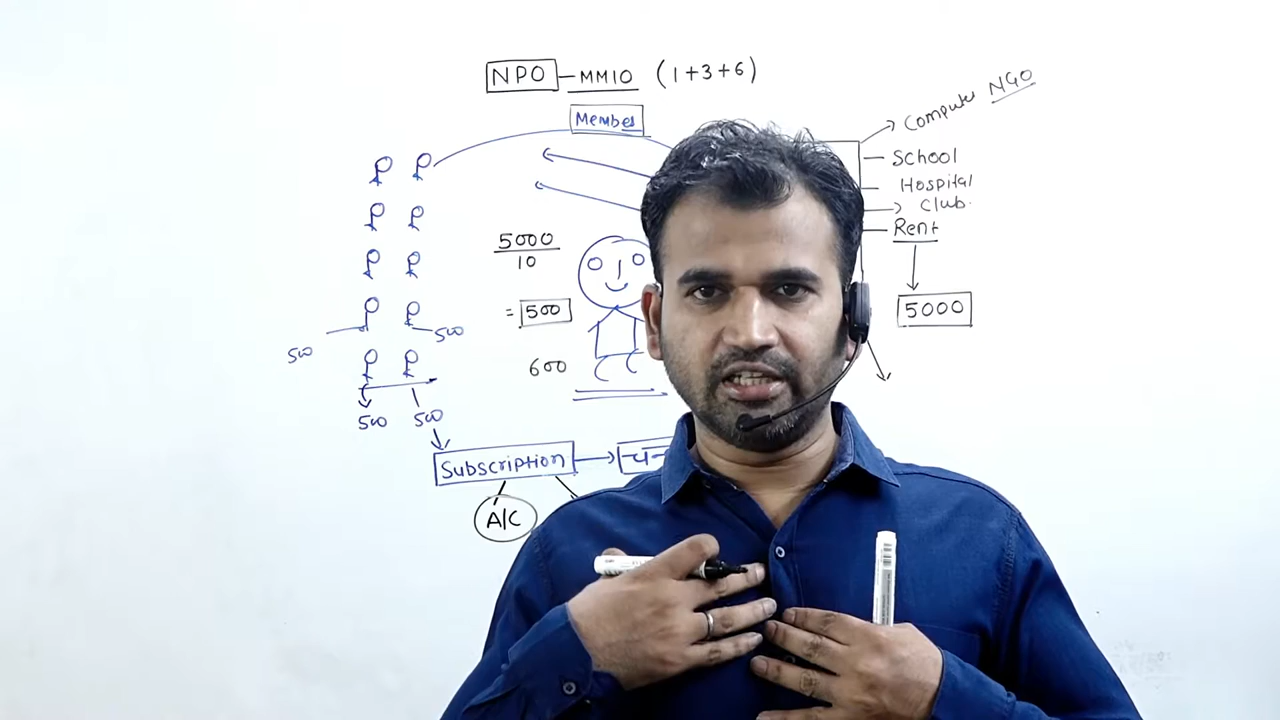 NPO - MM10 (1+3+6)
Member
Computer NGO
School
Hospital
Club.
Rent
5000
5000
10
= 500
600
500
500
500
500
Subscription
A/C